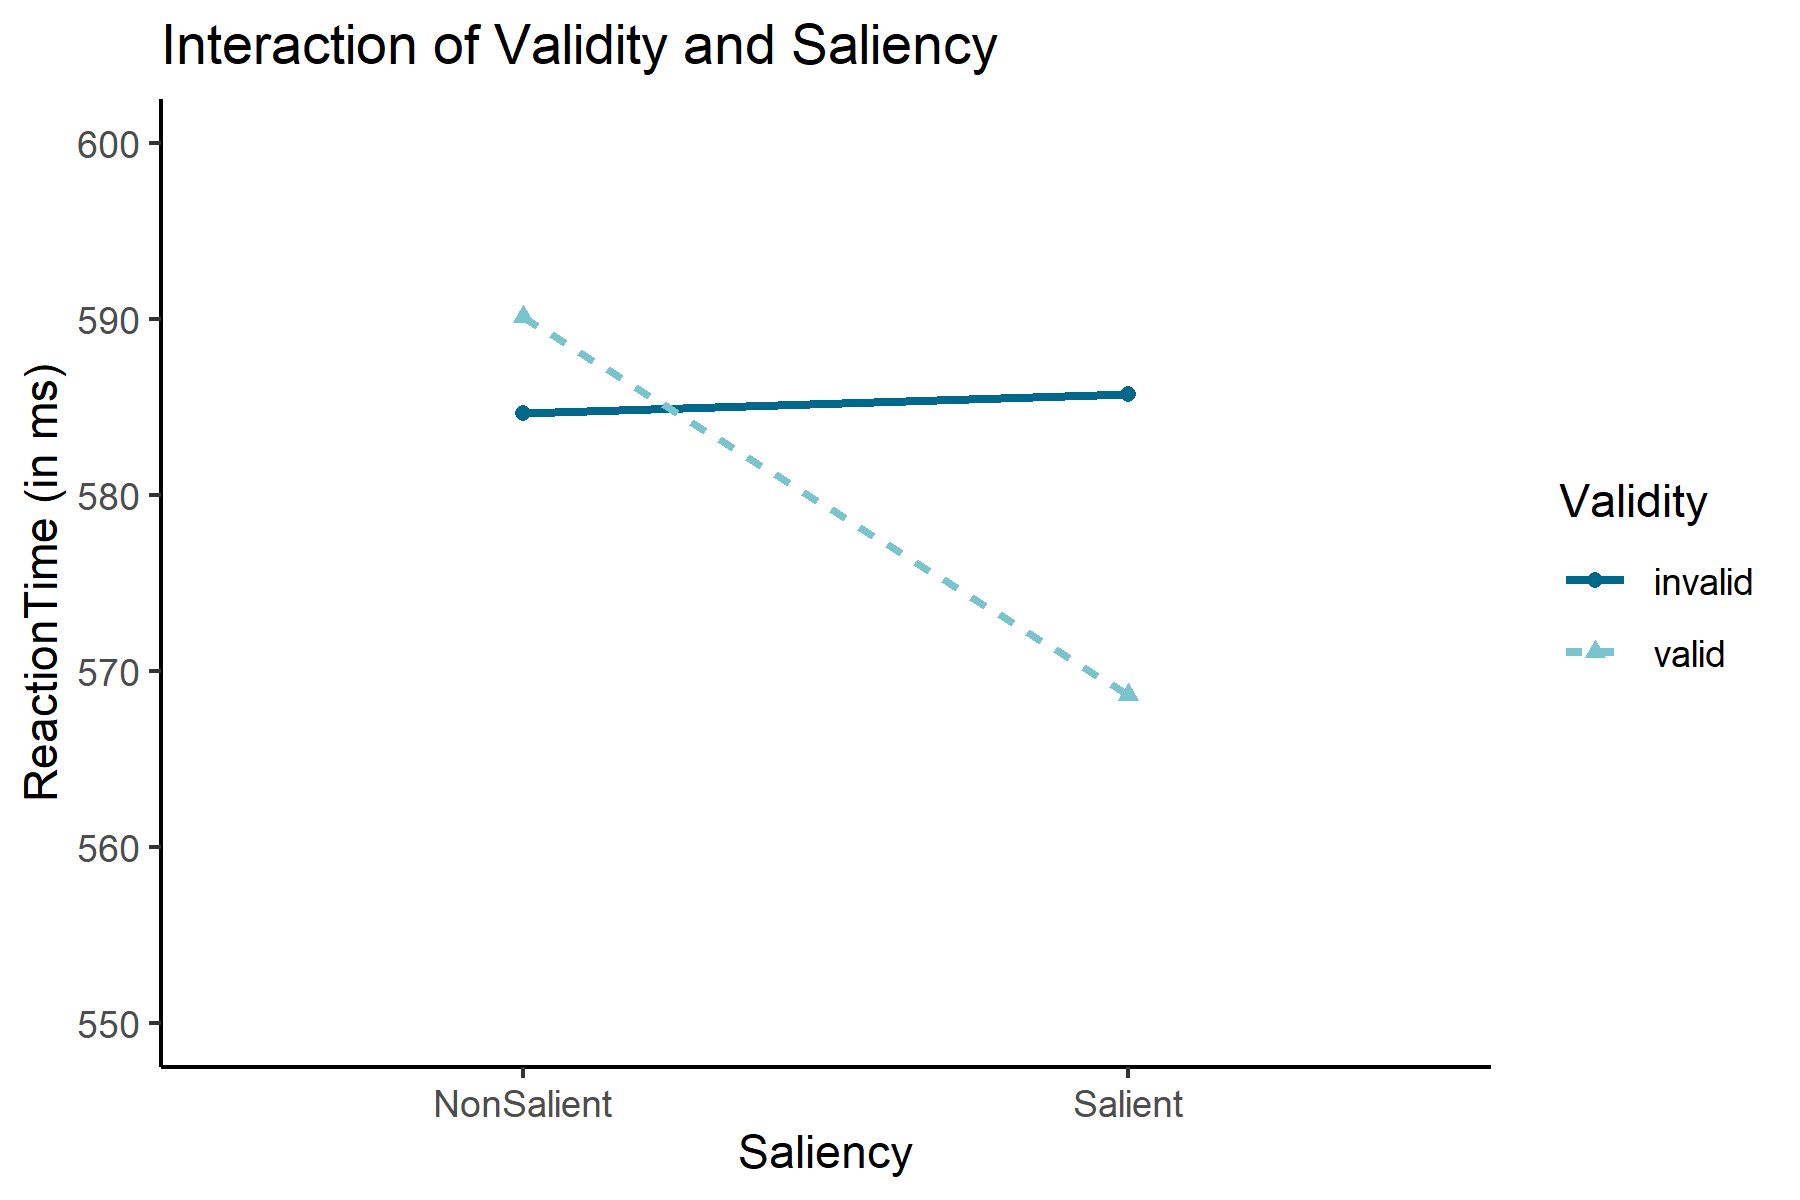 Interaction of Validity and Saliency
600
590
580
570
560
550
ReactionTime (in ms)
NonSalient
Salient
Saliency
Validity
invalid
valid